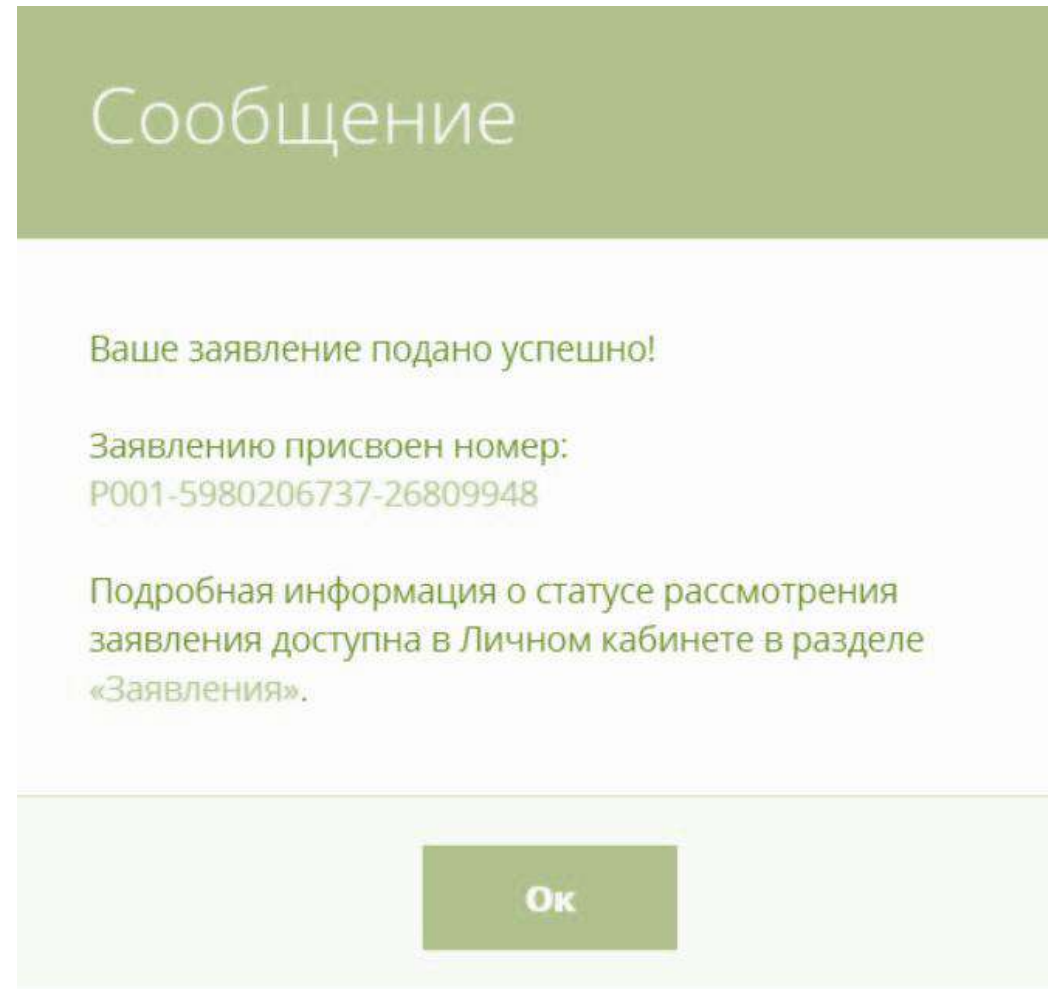 Сообщение
Ваше заявление подано успешно!
Заявлению присвоен номер:
P001-5980206737-26809948
Подробная информация о статусе рассмотрения
заявления доступна в Личном кабинете в разделе
«Заявления».
Ок